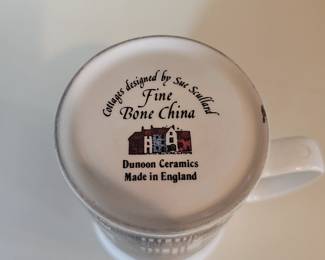 Cottages designed by Sue Scullard
Fine
Bone China
Dunoon Ceramics
Made in England